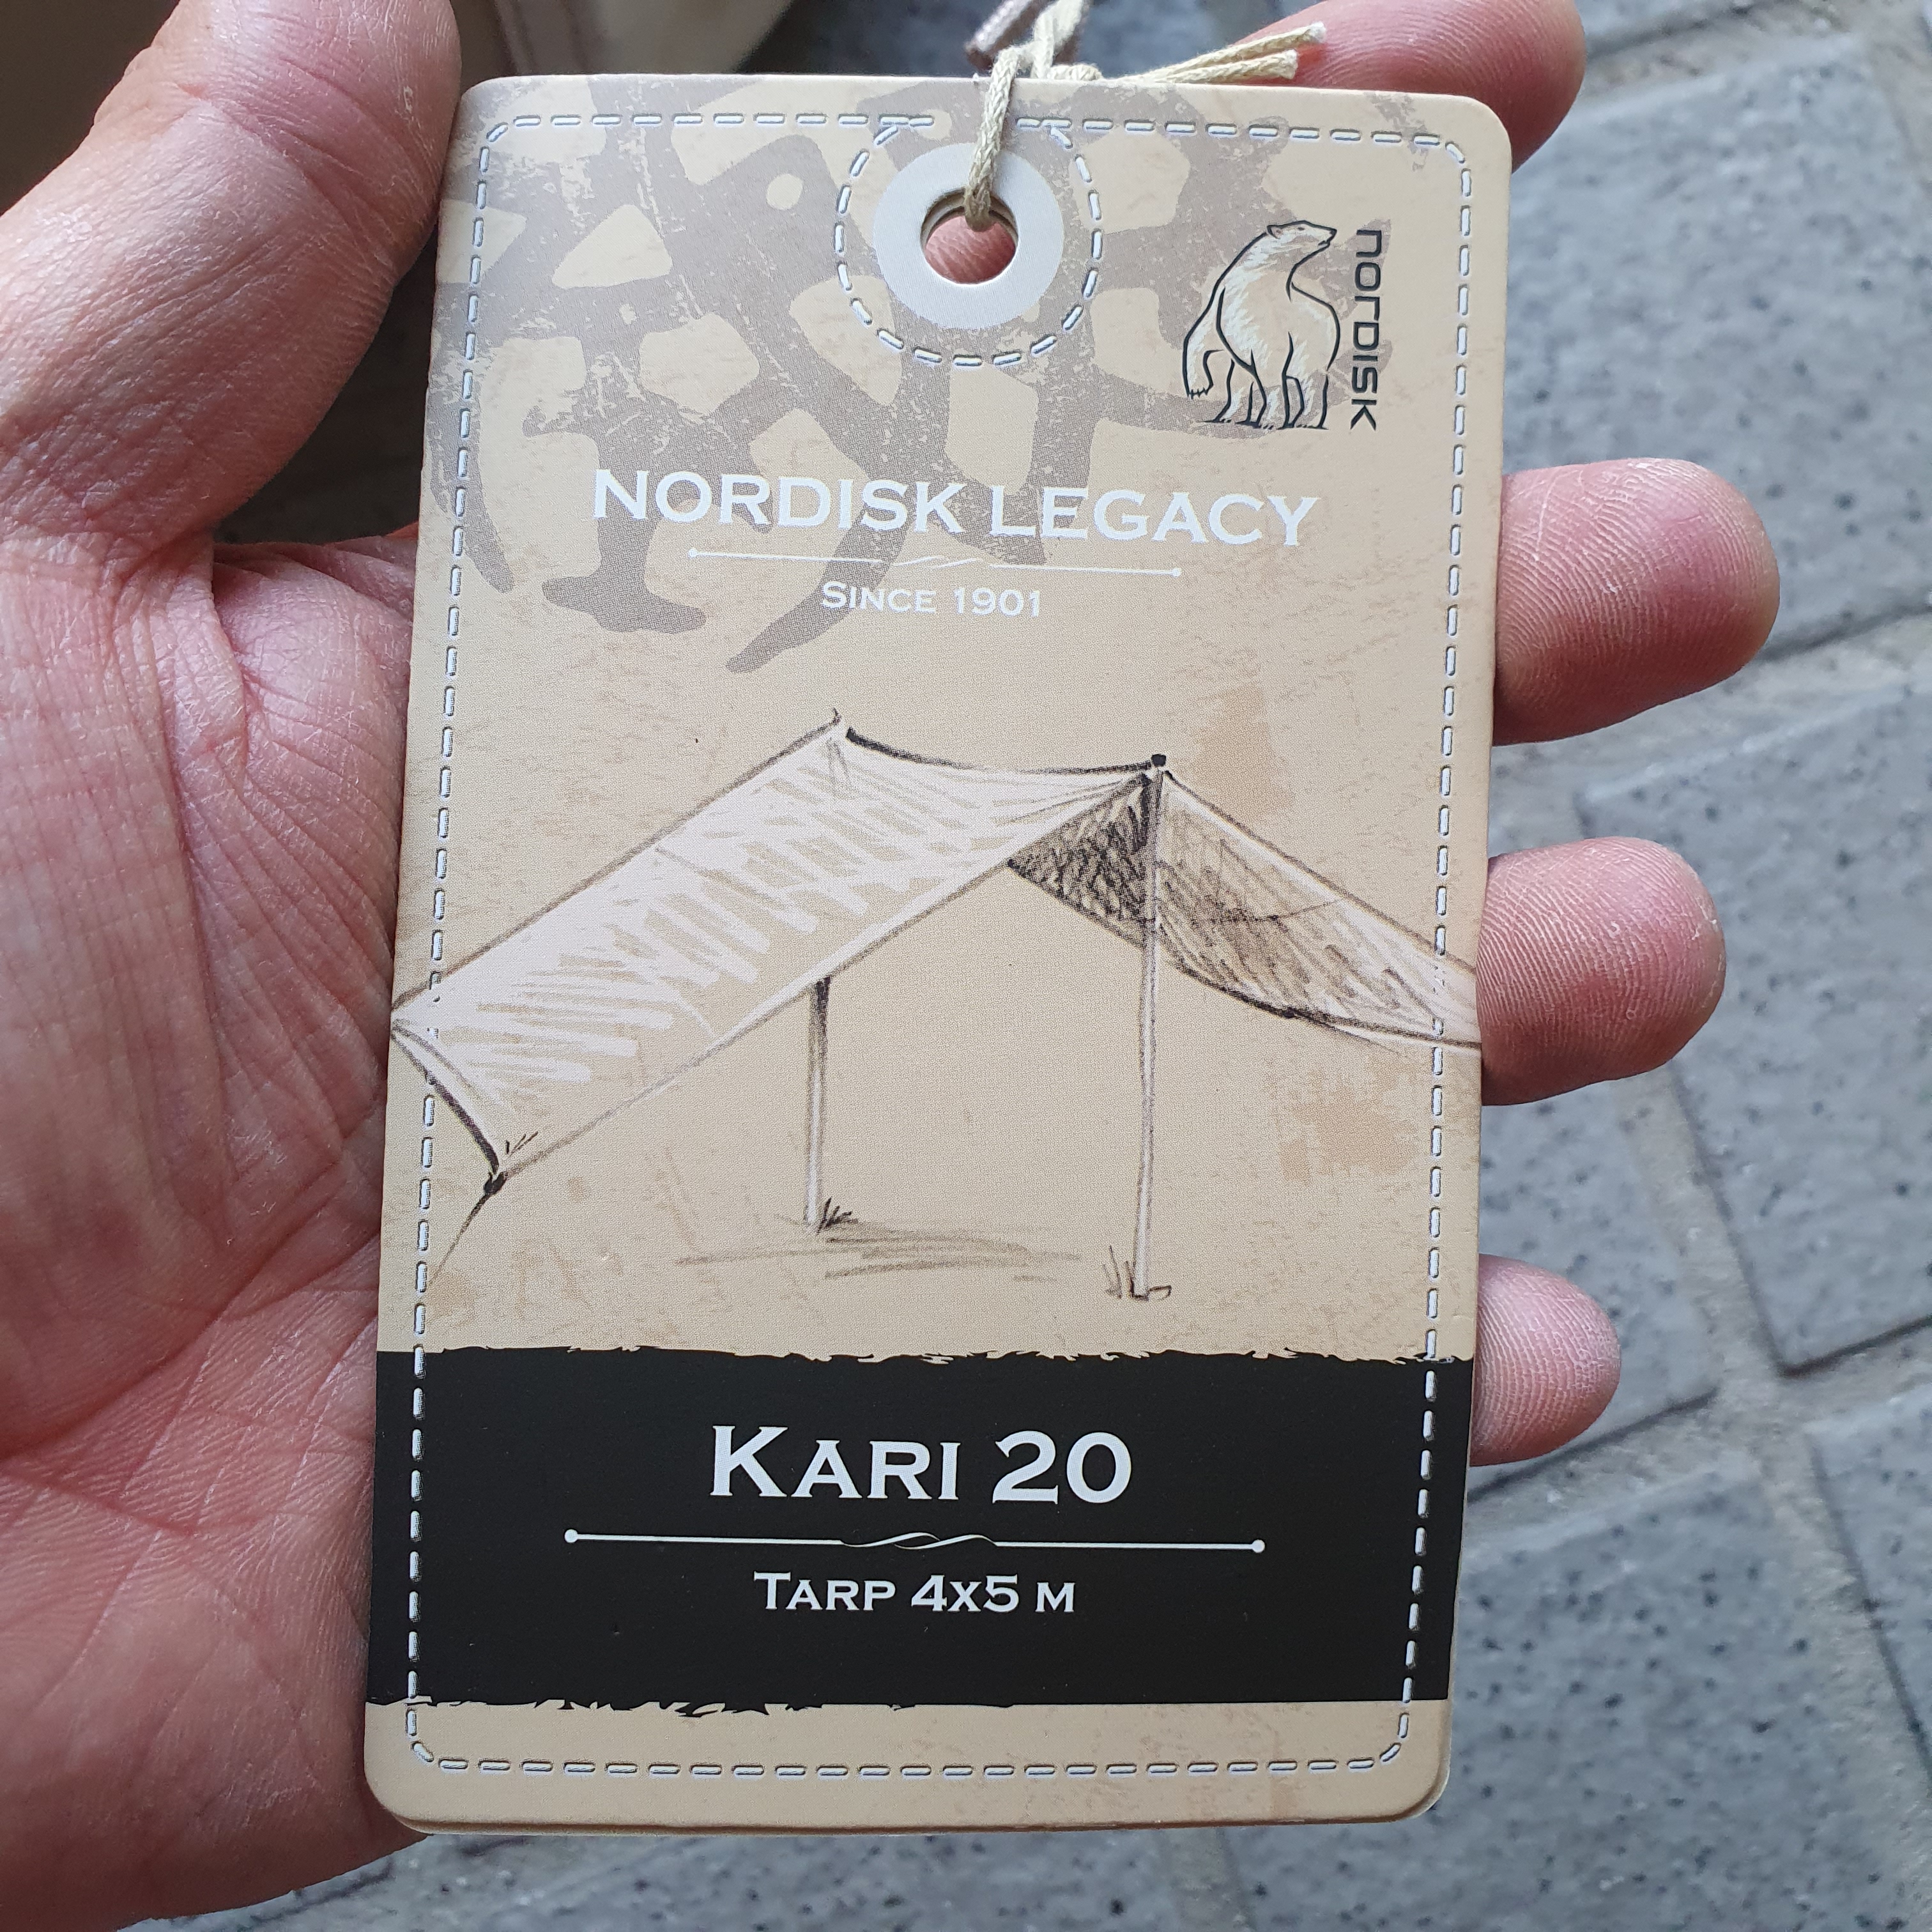 NORDISK
NORDISK LEGACY
SINCE 1901
KARI 20
TARP 4X5 M